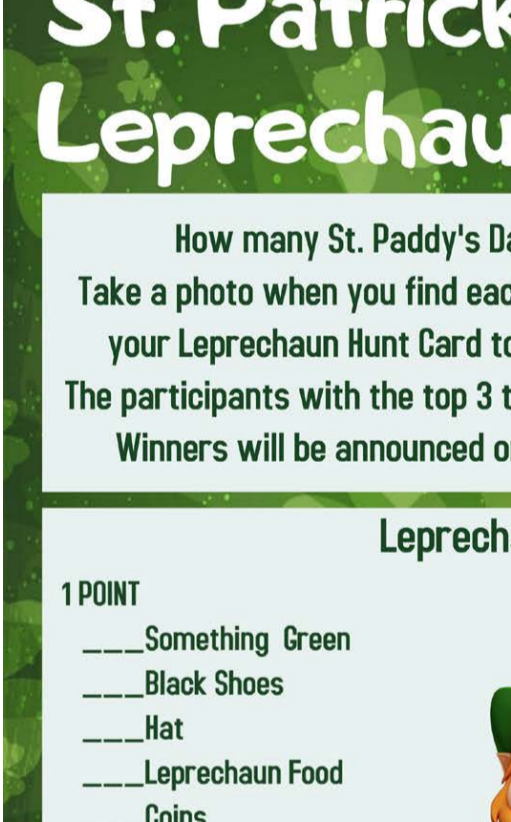 St. Patrick
Leprechau
How many St. Paddy's Da
Take a photo when you find eac
your Leprechaun Hunt Card to
The participants with the top 3 t
Winners will be announced o
Leprech
1 POINT
___Something Green
___Black Shoes
___Hat
___Leprechaun Food
___Coins